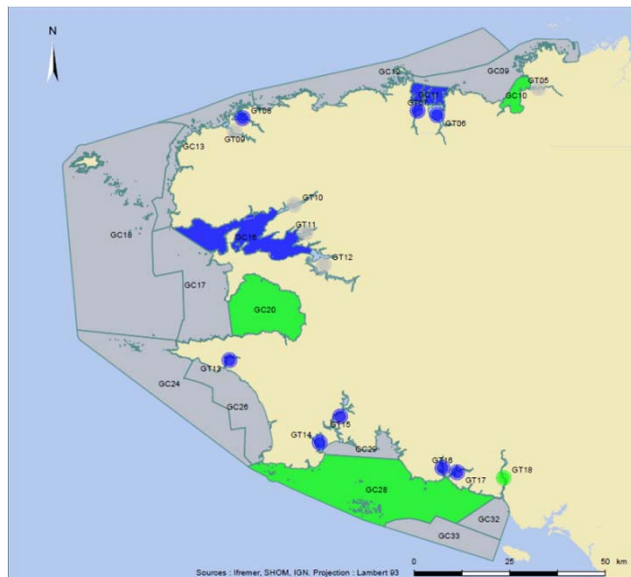 N
GC12
GC09
GT05
GC10
GC11
GT07
GT06
GT08
GT09
GC13
GT10
GT11
GC16
GT12
GC18
GC17
GC20
GT13
GC24
GC26
GT15
GT14
GC29
GT16
GT17
GT18
GC28
GC32
GC33
Sources : Ifremer, SHOM, IGN. Projection : Lambert 93
0 25 50
km